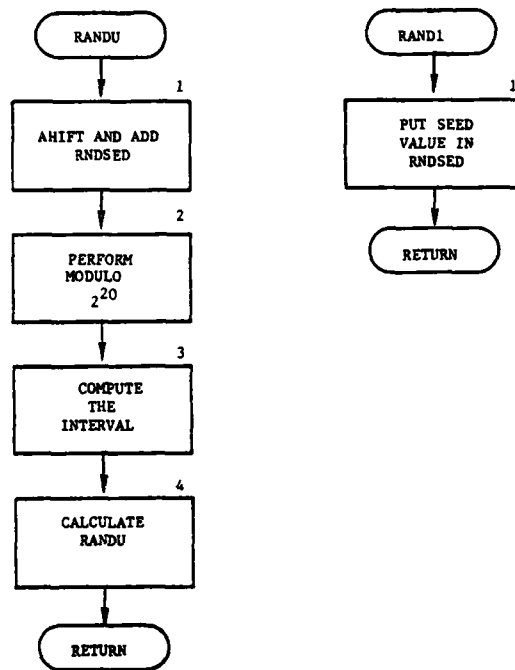 RANDU
1
AHIFT AND ADD
RNDSED
2
PERFORM
MODULO
2^20
3
COMPUTE
THE
INTERVAL
4
CALCULATE
RANDU
RETURN
RAND1
1
PUT SEED
VALUE IN
RNDSED
RETURN